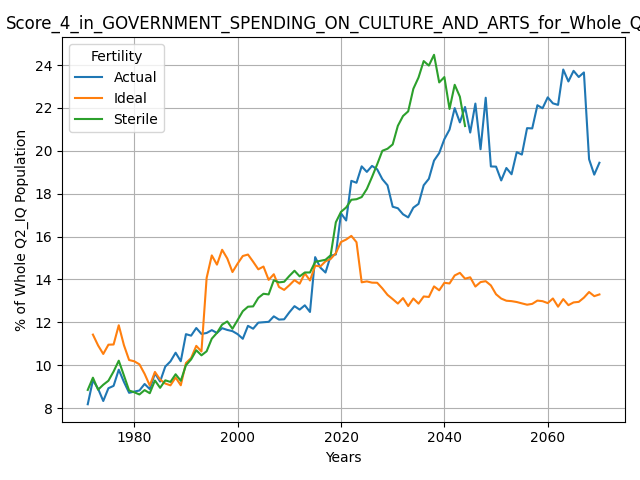 Score_4_in_GOVERNMENT_SPENDING_ON_CULTURE_AND_ARTS_for_Whole_Q
Fertility
Actual
Ideal
Sterile
% of Whole Q2_IQ Population
24
22
20
18
16
14
12
10
8
1980 2000 2020 2040 2060
Years